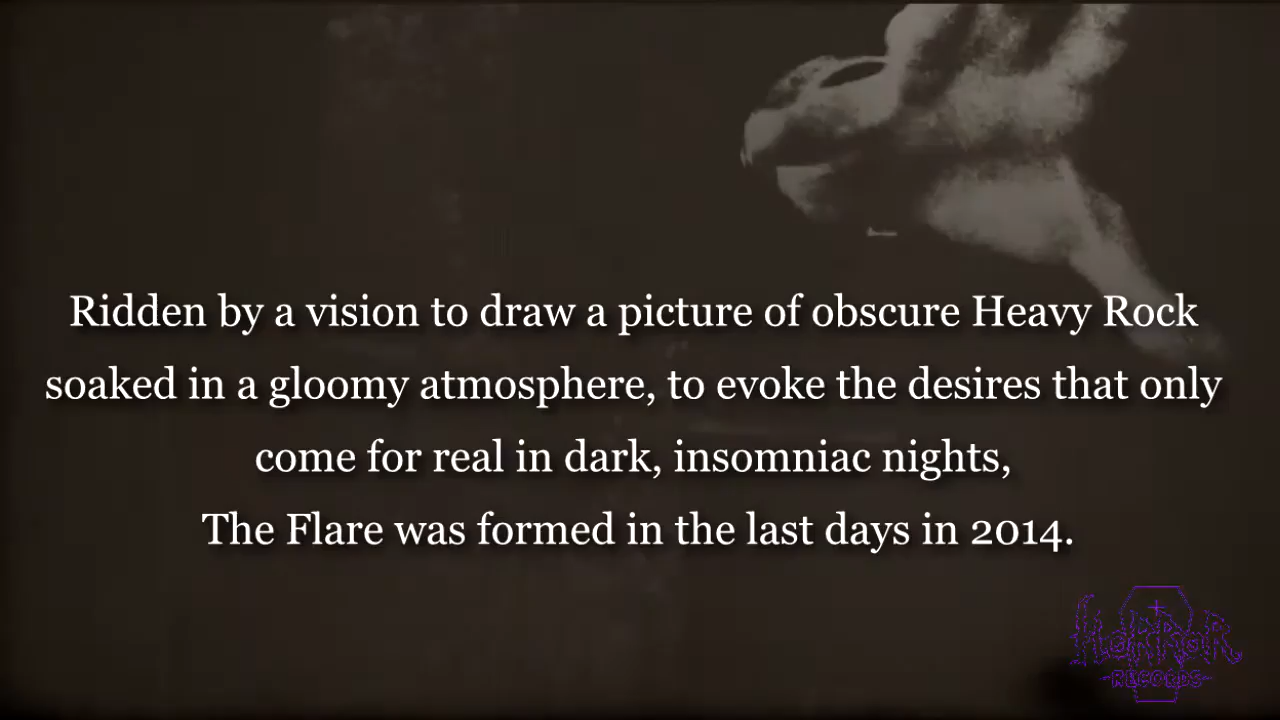 Ridden by a vision to draw a picture of obscure Heavy Rock
soaked in a gloomy atmosphere, to evoke the desires that only
come for real in dark, insomniac nights,
The Flare was formed in the last days in 2014.
HORROR
-RECORDS-